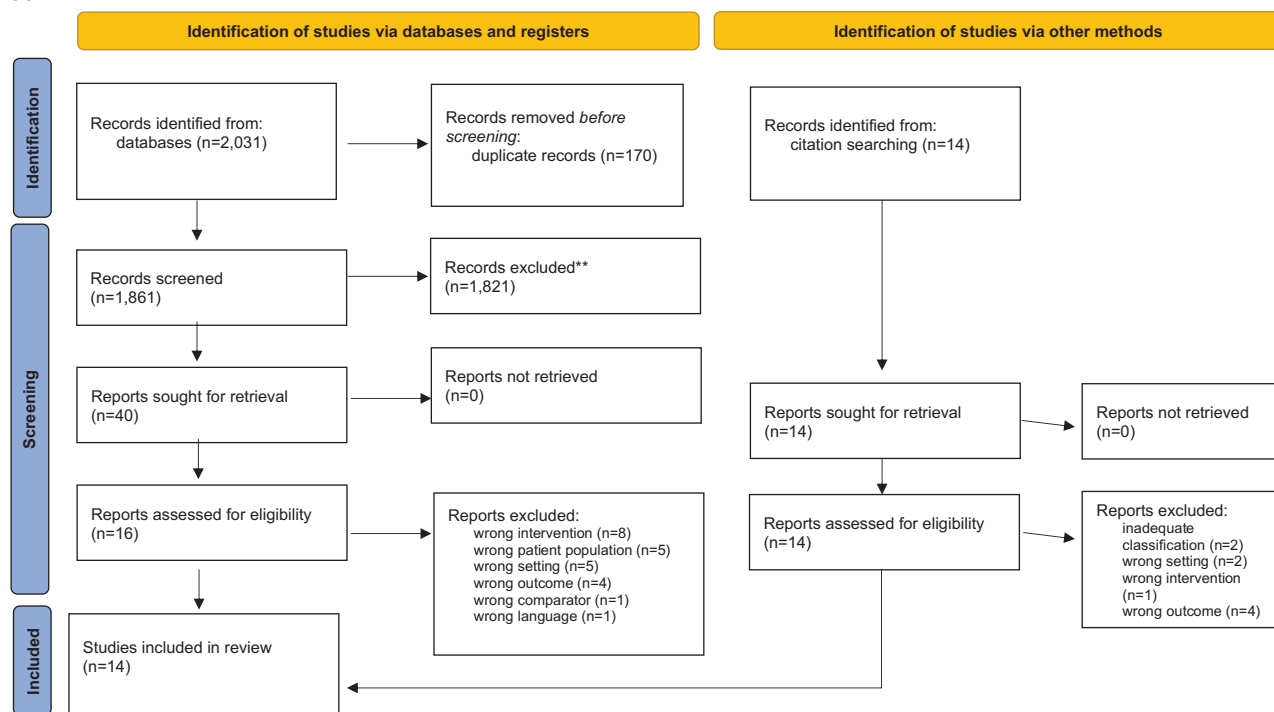 Identification of studies via databases and registers
Identification of studies via other methods
Identification
Records identified from:
databases (n=2,031)
Records removed before
screening:
duplicate records (n=170)
Records identified from:
citation searching (n=14)
Screening
Records screened
(n=1,861)
Records excluded**
(n=1,821)
Reports sought for retrieval
(n=40)
Reports not retrieved
(n=0)
Reports sought for retrieval
(n=14)
Reports not retrieved
(n=0)
Reports assessed for eligibility
(n=16)
Reports excluded:
wrong intervention (n=8)
wrong patient population (n=5)
wrong setting (n=5)
wrong outcome (n=4)
wrong comparator (n=1)
wrong language (n=1)
Reports assessed for eligibility
(n=14)
Reports excluded:
inadequate
classification (n=2)
wrong setting (n=2)
wrong intervention
(n=1)
wrong outcome (n=4)
Included
Studies included in review
(n=14)